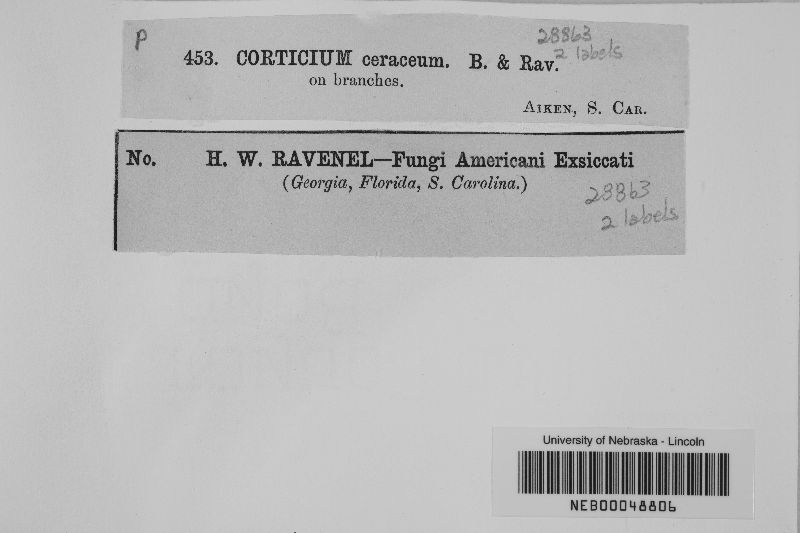 p
28863
2 labels
453. CORTICIUM ceraceum. B. & Rav.
on branches.
AIKEN, S. CAR.
No. H. W. RAVENEL—Fungi Americani Exsiccati
(Georgia, Florida, S. Carolina.)
28863
2 labels
University of Nebraska - Lincoln
NEB00048806